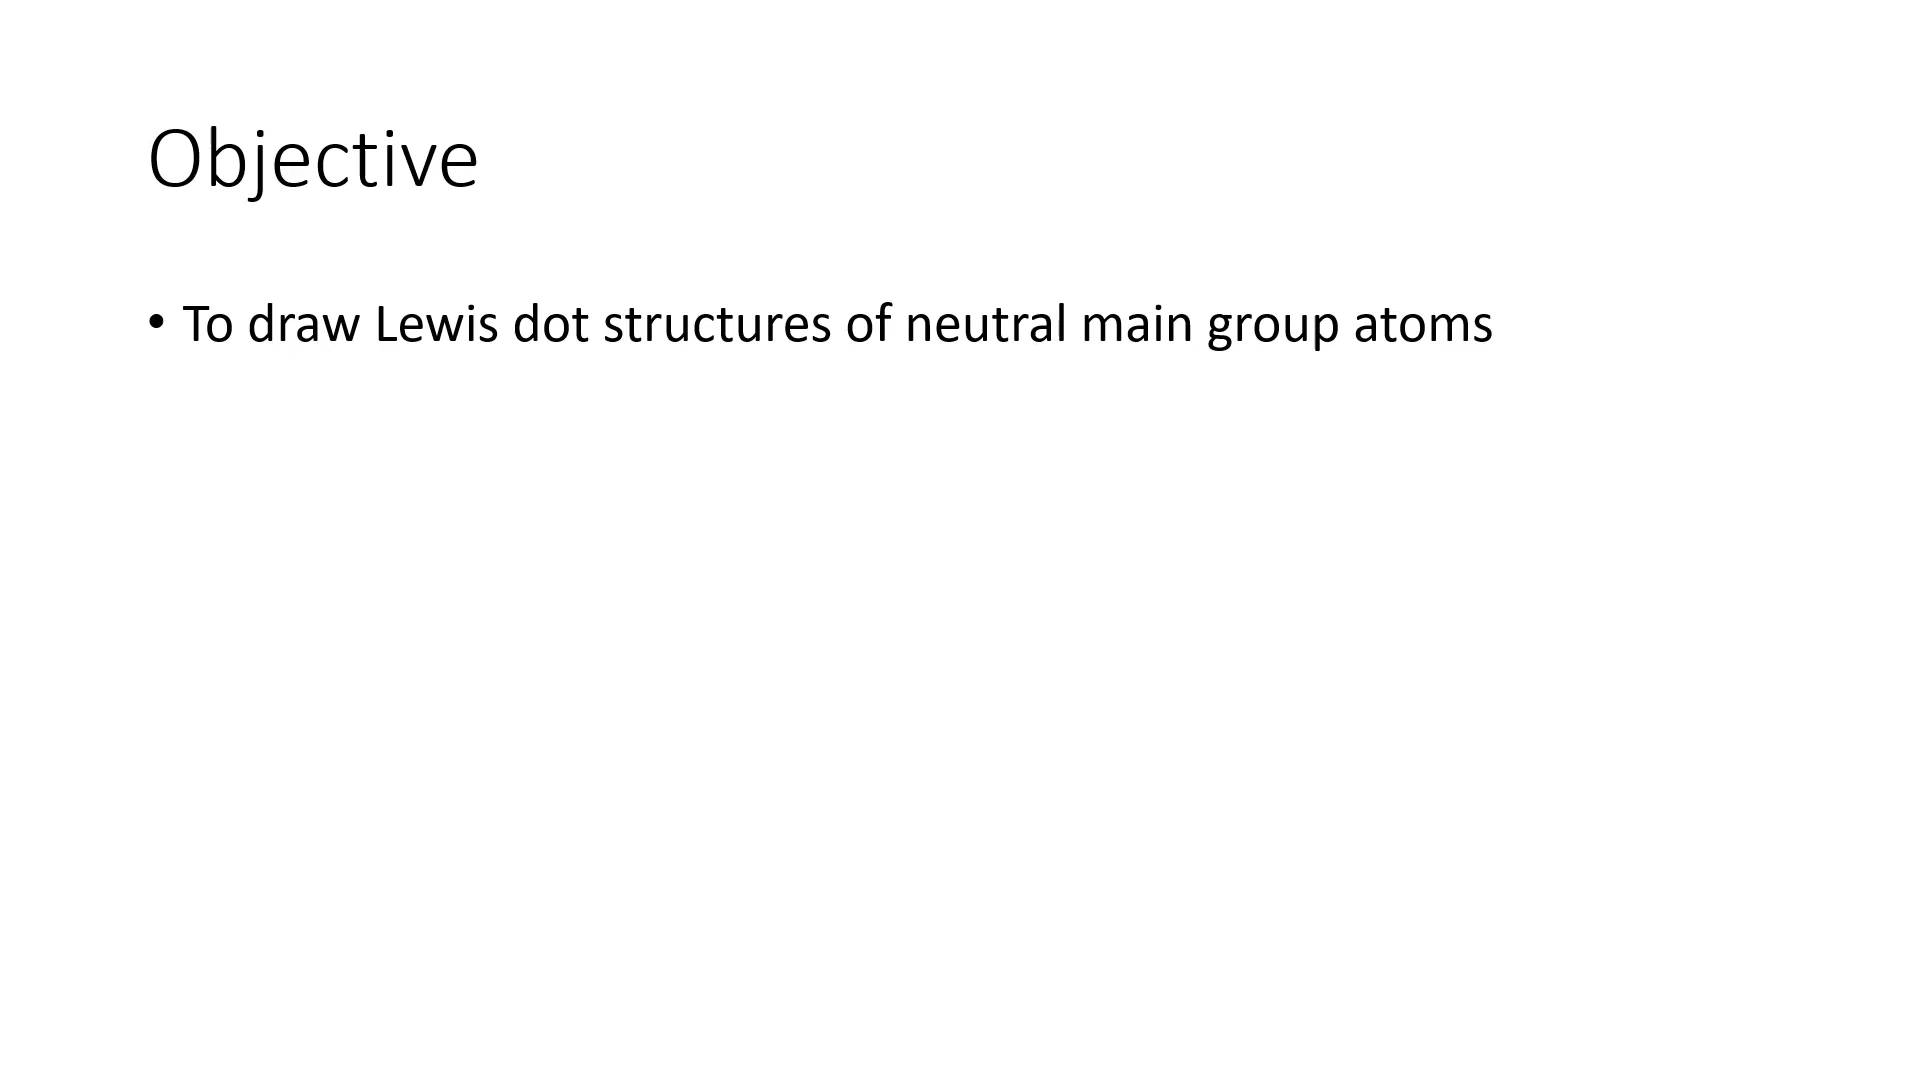 Objective
• To draw Lewis dot structures of neutral main group atoms